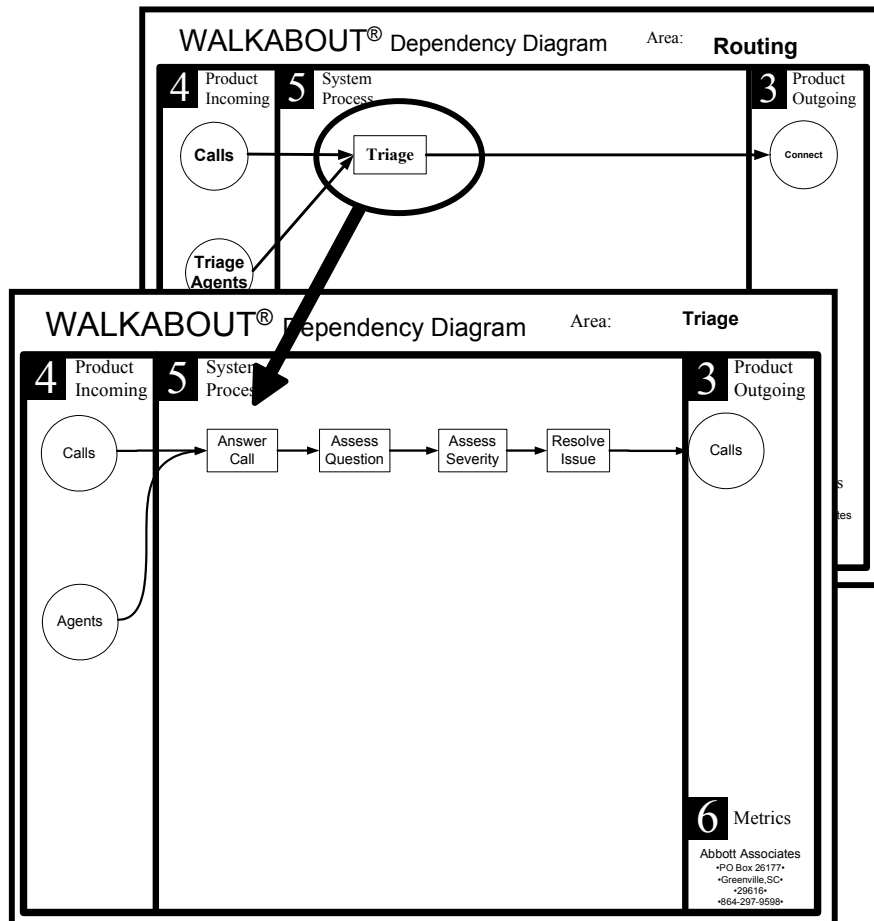 WALKABOUT® Dependency Diagram Area: Routing
4 Product Incoming
5 System Process
3 Product Outgoing
Calls
Triage
Connect
Triage
Agents
WALKABOUT® Dependency Diagram Area: Triage
4 Product Incoming
5 System Process
3 Product Outgoing
Calls
Answer
Call
Assess
Question
Assess
Severity
Resolve
Issue
Calls
Agents
s
tes
6 Metrics
Abbott Associates
•PO Box 26177•
•Greenville,SC•
•29616•
•864-297-9598•